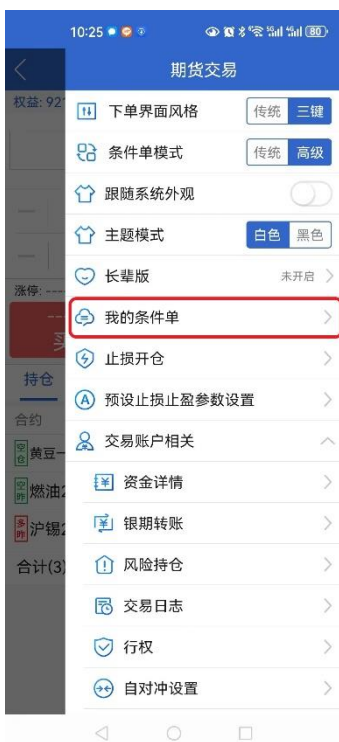 10:25
80
期货交易
权益: 92
下单界面风格 传统 三键
条件单模式 传统 高级
跟随系统外观
主题模式 白色 黑色
长辈版 未开启
涨停: ----
我的条件单
买
止损开仓
持仓
预设止损止盈参数设置
合约
交易账户相关
空仓 黄豆一
资金详情
空昨 燃油2
银期转账
多昨 沪锡2
风险持仓
合计(3)
交易日志
行权
自对冲设置